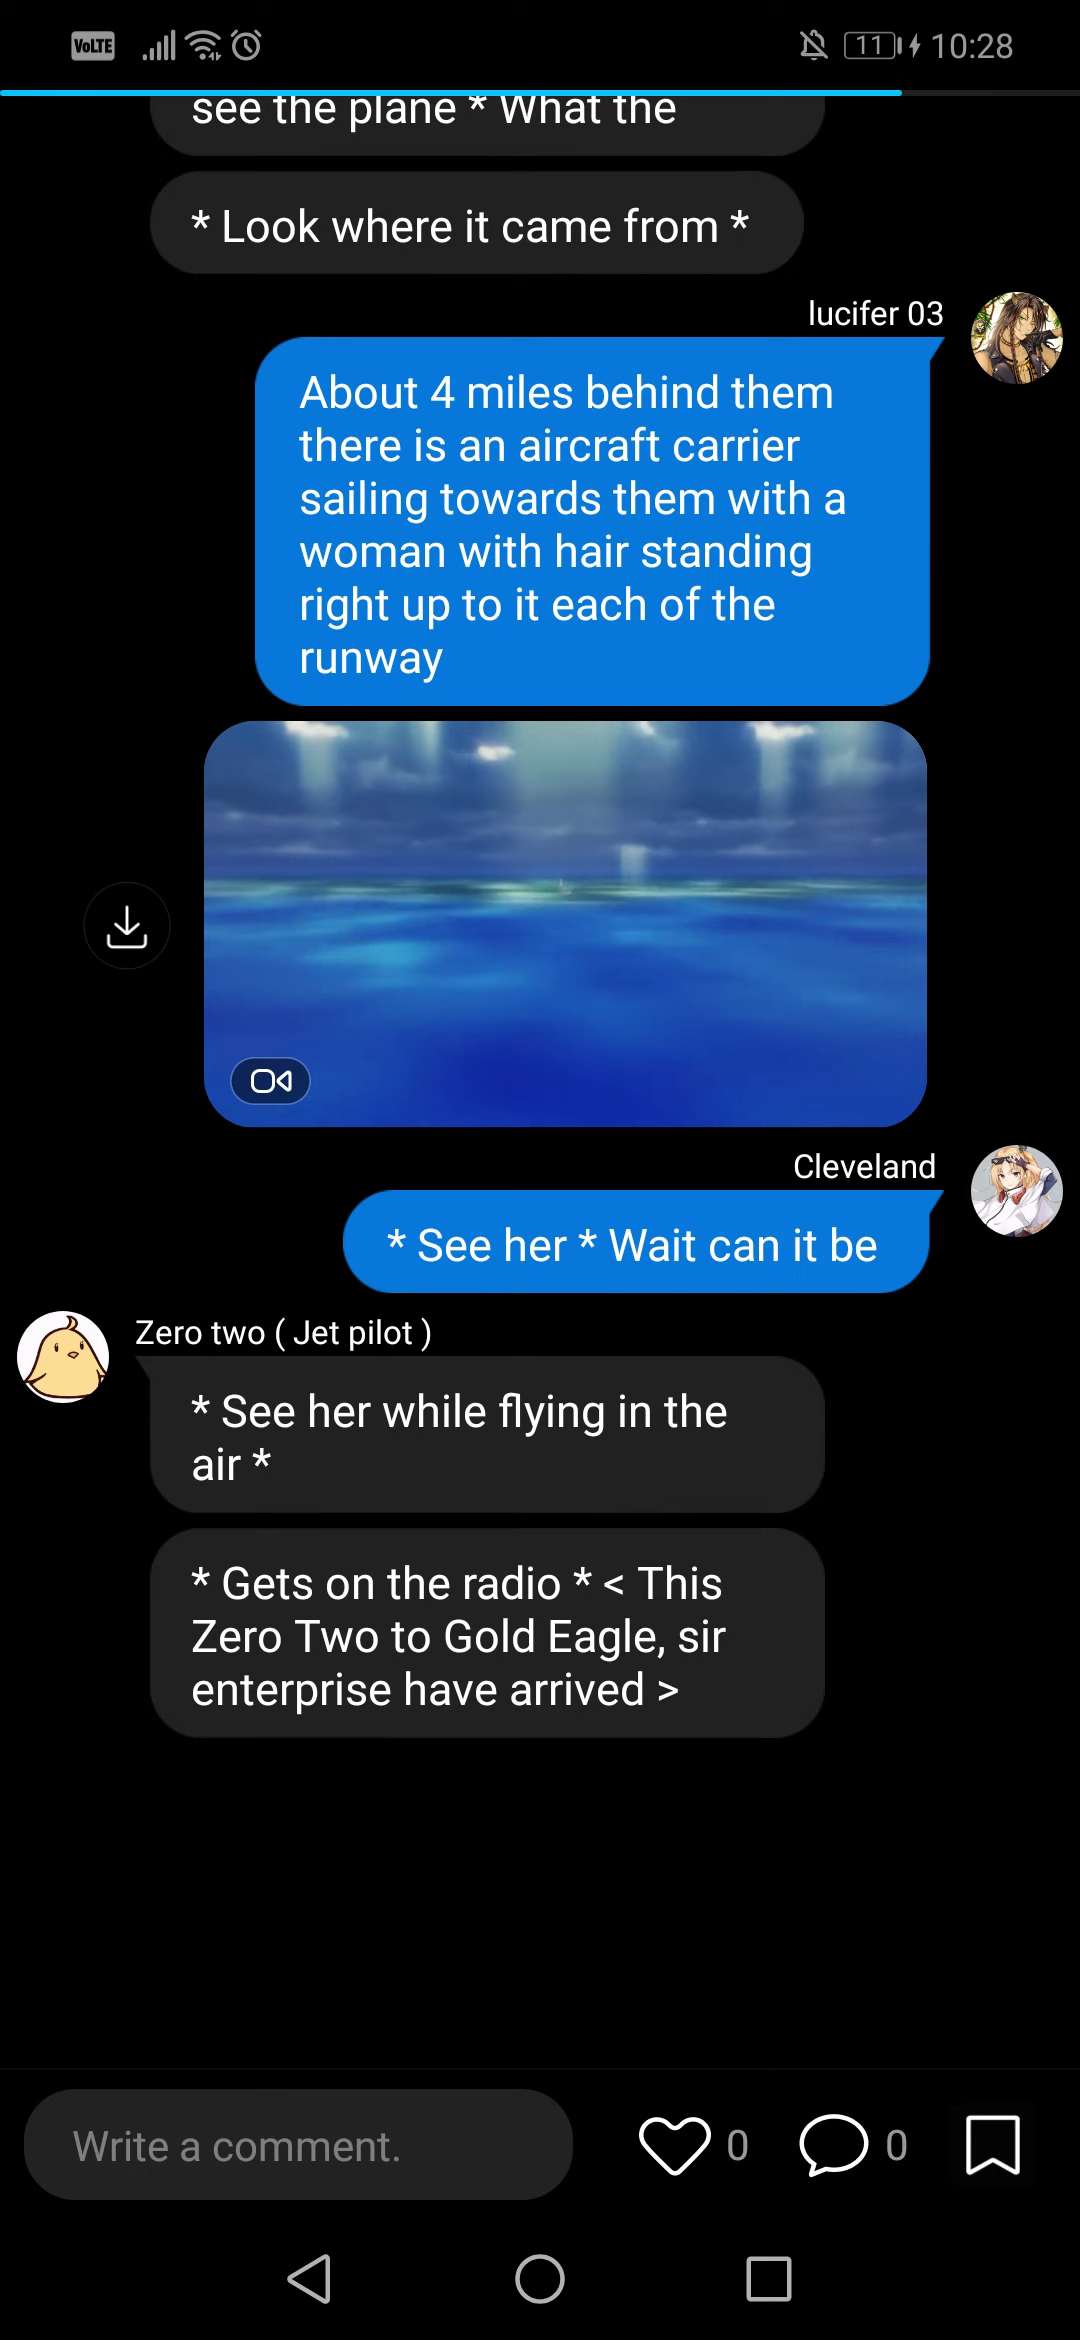 VoLTE
11
10:28
see the plane * What the
* Look where it came from *
lucifer 03
About 4 miles behind them
there is an aircraft carrier
sailing towards them with a
woman with hair standing
right up to it each of the
runway
Cleveland
* See her * Wait can it be
Zero two ( Jet pilot )
* See her while flying in the
air *
* Gets on the radio * < This
Zero Two to Gold Eagle, sir
enterprise have arrived >
Write a comment.
0
0